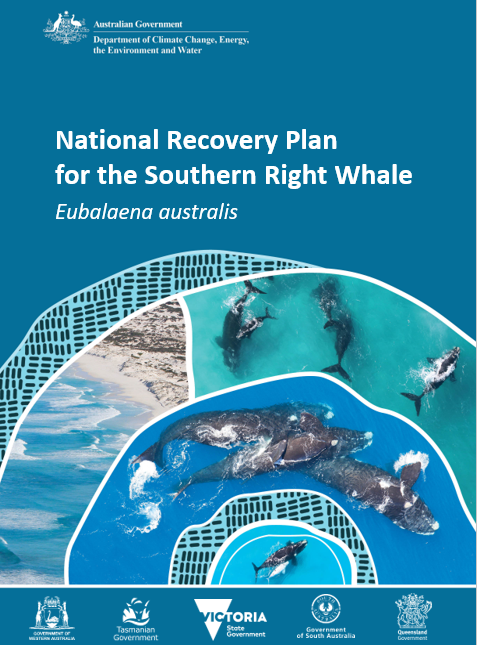 Australian Government
Department of Climate Change, Energy,
the Environment and Water
National Recovery Plan
for the Southern Right Whale
Eubalaena australis
GOVERNMENT OF
WESTERN AUSTRALIA
Tasmanian
Government
VICTORIA
State
Government
Government
of South Australia
Queensland
Government